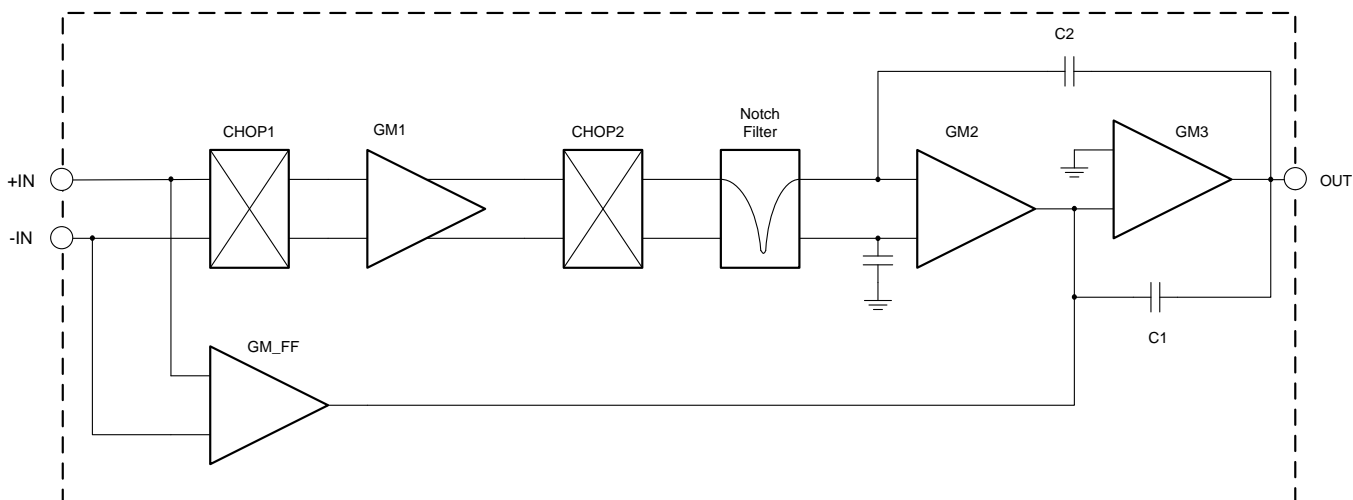 C2
CHOP1
GM1
CHOP2
Notch
Filter
GM2
GM3
+IN
-IN
OUT
GM_FF
C1